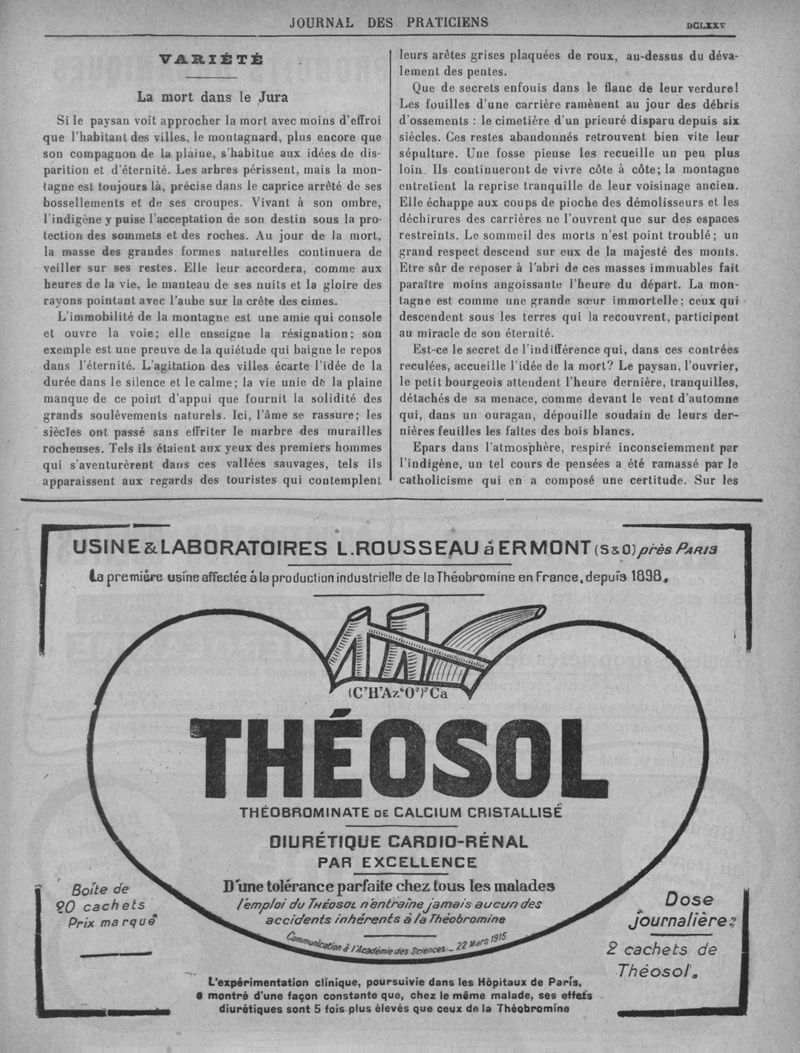 JOURNAL DES PRATICIENS
DCLXXV
VARIÉTÉ
La mort dans le Jura
Si le paysan voit approcher la mort avec moins d'effroi
que l'habitant des villes, le montagnard, plus encore que
son compagnon de la plaine, s'habitue aux idées de dis-
parition et d'éternité. Les arbres périssent, mais la mon-
tagne est toujours là, précise dans le caprice arrêté de ses
bossellements et de ses croupes. Vivant à son ombre,
l'indigène y puise l'acceptation de son destin sous la pro-
tection des sommets et des roches. Au jour de la mort,
la masse des grandes formes naturelles continuera de
veiller sur ses restes. Elle leur accordera, comme aux
heures de la vie, le manteau de ses nuits et la gloire des
rayons pointant avec l'aube sur la crête des cimes.
L'immobilité de la montagne est une amie qui console
et ouvre la voie; elle enseigne la résignation; son
exemple est une preuve de la quiétude qui baigne le repos
dans l'éternité. L'agitation des villes écarte l'idée de la
durée dans le silence et le calme; la vie unie de la plaine
manque de ce point d'appui que fournit la solidité des
grands soulèvements naturels. Ici, l'âme se rassure; les
siècles ont passé sans effriter le marbre des murailles
rocheuses. Tels ils étaient aux yeux des premiers hommes
qui s'aventurèrent dans ces vallées sauvages, tels ils
apparaissent aux regards des touristes qui contemplent
leurs arêtes grises plaquées de roux, au-dessus du déva-
lement des pentes.
Que de secrets enfouis dans le flanc de leur verdure!
Les fouilles d'une carrière ramènent au jour des débris
d'ossements : le cimetière d'un prieuré disparu depuis six
siècles. Ces restes abandonnés retrouvent bien vite leur
sépulture. Une fosse pieuse les recueille un peu plus
loin. Ils continueront de vivre côte à côte; la montagne
entretient la reprise tranquille de leur voisinage ancien.
Elle échappe aux coups de pioche des démolisseurs et les
déchirures des carrières ne l'ouvrent que sur des espaces
restreints. Le sommeil des morts n'est point troublé; un
grand respect descend sur eux de la majesté des monts.
Etre sûr de reposer à l'abri de ces masses immuables fait
paraître moins angoissante l'heure du départ. La mon-
tagne est comme une grande sœur immortelle; ceux qui
descendent sous les terres qui la recouvrent, participent
au miracle de son éternité.
Est-ce le secret de l'indifférence qui, dans ces contrées
reculées, accueille l'idée de la mort? Le paysan, l'ouvrier,
le petit bourgeois attendent l'heure dernière, tranquilles,
détachés de sa menace, comme devant le vent d'automne
qui, dans un ouragan, dépouille soudain de leurs der-
nières feuilles les faîtes des bois blancs.
Epars dans l'atmosphère, respiré inconsciemment par
l'indigène, un tel cours de pensées a été ramassé par le
catholicisme qui en a composé une certitude. Sur les
USINE & LABORATOIRES L. ROUSSEAU à ERMONT (S&O) près PARIS
La première usine affectée à la production industrielle de la Théobromine en France, depuis 1898.
(C⁷H⁷Az⁴O²)²Ca
THÉOSOL
THÉOBROMINATE DE CALCIUM CRISTALLISÉ
DIURÉTIQUE CARDIO-RÉNAL
PAR EXCELLENCE
D'une tolérance parfaite chez tous les malades
l'emploi du THÉOSOL n'entraîne jamais aucun des
accidents inhérents à la Théobromine
Communication à l'Académie des Sciences._ 22 Mars 1915
Boîte de
20 cachets
Prix marqué
Dose
journalière:
2 cachets de
Théosol.
L'expérimentation clinique, poursuivie dans les Hôpitaux de Paris,
a montré d'une façon constante que, chez le même malade, ses effets
diurétiques sont 5 fois plus élevés que ceux de la Théobromine